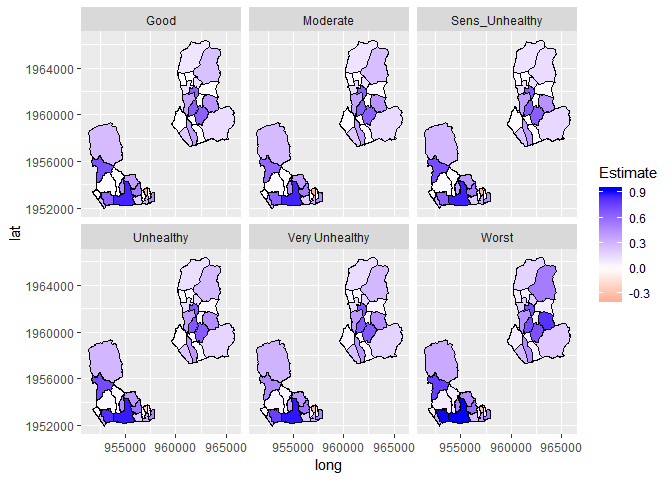 Good Moderate Sens_Unhealthy
1964000
1960000
1956000
1952000
Estimate
0.9
0.6
0.3
0.0
-0.3
lat
Unhealthy Very Unhealthy Worst
1964000
1960000
1956000
1952000
955000 960000 965000 955000 960000 965000 955000 960000 965000
long